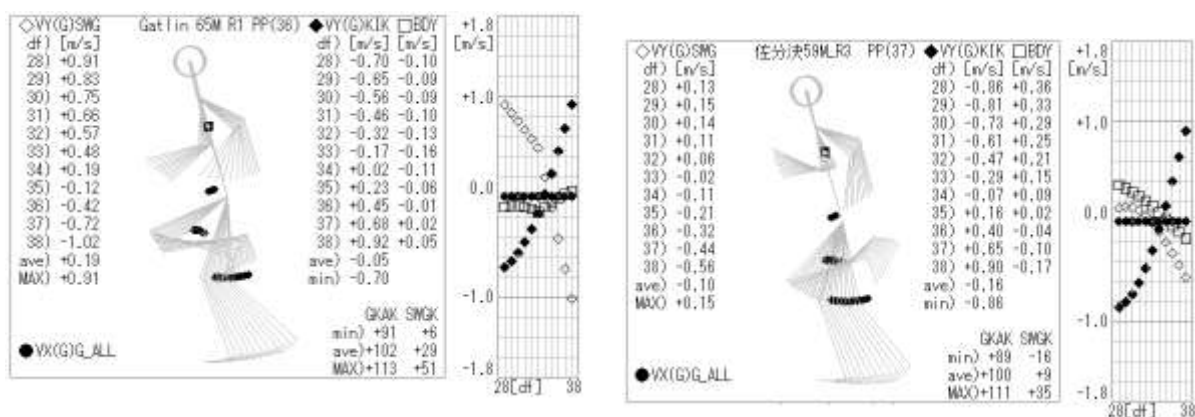 ◇VY(G)SWG Gatlin 65M R1 PP(36) ◆VY(G)KIK □BDY +1.8
df) [m/s] df) [m/s] [m/s] [m/s]
28) +0.91 28) -0.70 -0.10
29) +0.83 29) -0.65 -0.09
30) +0.75 30) -0.56 -0.09 +1.0
31) +0.66 31) -0.46 -0.10
32) +0.57 32) -0.32 -0.13
33) +0.48 33) -0.17 -0.16
34) +0.19 34) +0.02 -0.11
35) -0.12 35) +0.23 -0.06 0.0
36) -0.42 36) +0.45 -0.01
37) -0.72 37) +0.68 +0.02
38) -1.02 38) +0.92 +0.05
ave) +0.19 ave) -0.05
MAX) +0.91 min) -0.70 -1.0
GKAK SWGK
min) +91 +6
●VX(G)G_ALL ave)+102 +29
MAX)+113 +51 -1.8
28[df] 38
◇VY(G)SWG 佐分決59M_R3 PP(37) ◆VY(G)KIK □BDY +1.8
df) [m/s] df) [m/s] [m/s] [m/s]
28) +0.13 28) -0.86 +0.36
29) +0.15 29) -0.81 +0.33
30) +0.14 30) -0.73 +0.29 +1.0
31) +0.11 31) -0.61 +0.25
32) +0.06 32) -0.47 +0.21
33) -0.02 33) -0.29 +0.15
34) -0.11 34) -0.07 +0.09
35) -0.21 35) +0.16 +0.02 0.0
36) -0.32 36) +0.40 -0.04
37) -0.44 37) +0.65 -0.10
38) -0.56 38) +0.90 -0.17
ave) -0.10 ave) -0.16
MAX) +0.15 min) -0.86 -1.0
GKAK SWGK
min) +89 -16
●VX(G)G_ALL ave)+100 +9
MAX)+111 +35 -1.8
28[df] 38